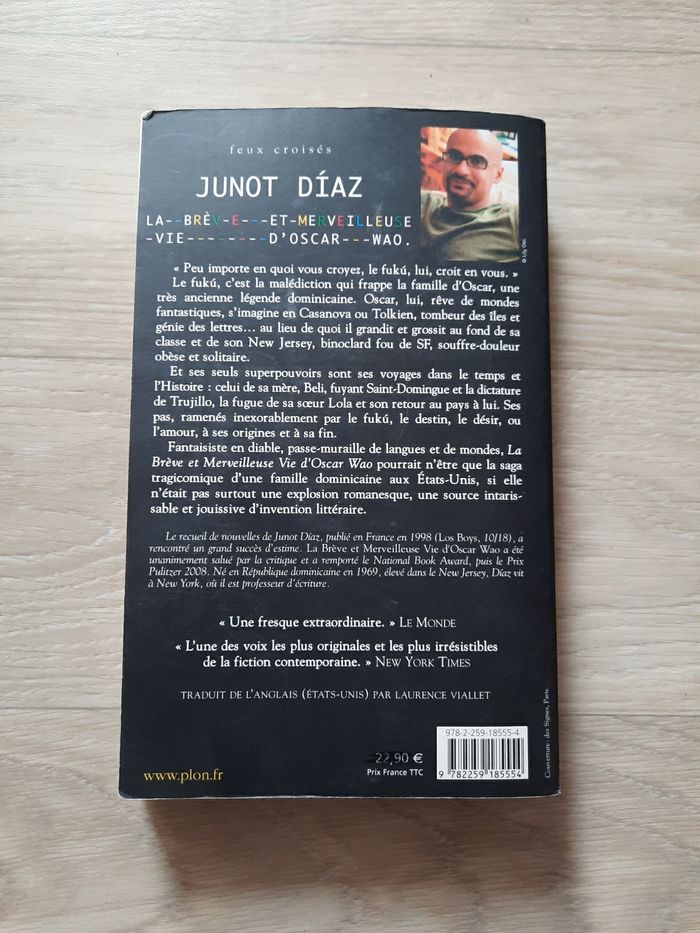 feux croisés
JUNOT DÍAZ
LA--BRÈV-E---ET-MERVEILLEUSE
-VIE--------D'OSCAR---WAO.
© Lily Oei.
« Peu importe en quoi vous croyez, le fukú, lui, croit en vous. »
Le fukú, c'est la malédiction qui frappe la famille d'Oscar, une
très ancienne légende dominicaine. Oscar, lui, rêve de mondes
fantastiques, s'imagine en Casanova ou Tolkien, tombeur des îles et
génie des lettres… au lieu de quoi il grandit et grossit au fond de sa
classe et de son New Jersey, binoclard fou de SF, souffre-douleur
obèse et solitaire.
Et ses seuls superpouvoirs sont ses voyages dans le temps et
l'Histoire : celui de sa mère, Beli, fuyant Saint-Domingue et la dictature
de Trujillo, la fugue de sa sœur Lola et son retour au pays à lui. Ses
pas, ramenés inexorablement par le fukú, le destin, le désir, ou
l'amour, à ses origines et à sa fin.
Fantaisiste en diable, passe-muraille de langues et de mondes, La
Brève et Merveilleuse Vie d'Oscar Wao pourrait n'être que la saga
tragicomique d'une famille dominicaine aux États-Unis, si elle
n'était pas surtout une explosion romanesque, une source intaris-
sable et jouissive d'invention littéraire.
Le recueil de nouvelles de Junot Díaz, publié en France en 1998 (Los Boys, 10/18), a
rencontré un grand succès d'estime. La Brève et Merveilleuse Vie d'Oscar Wao a été
unanimement salué par la critique et a remporté le National Book Award, puis le Prix
Pulitzer 2008. Né en République dominicaine en 1969, élevé dans le New Jersey, Díaz vit
à New York, où il est professeur d'écriture.
« Une fresque extraordinaire. » LE MONDE
« L'une des voix les plus originales et les plus irrésistibles
de la fiction contemporaine. » NEW YORK TIMES
TRADUIT DE L'ANGLAIS (ÉTATS-UNIS) PAR LAURENCE VIALLET
www.plon.fr
22,90 €
Prix France TTC
978-2-259-18555-4
9 782259 185554
Couverture : des Signes, Paris.